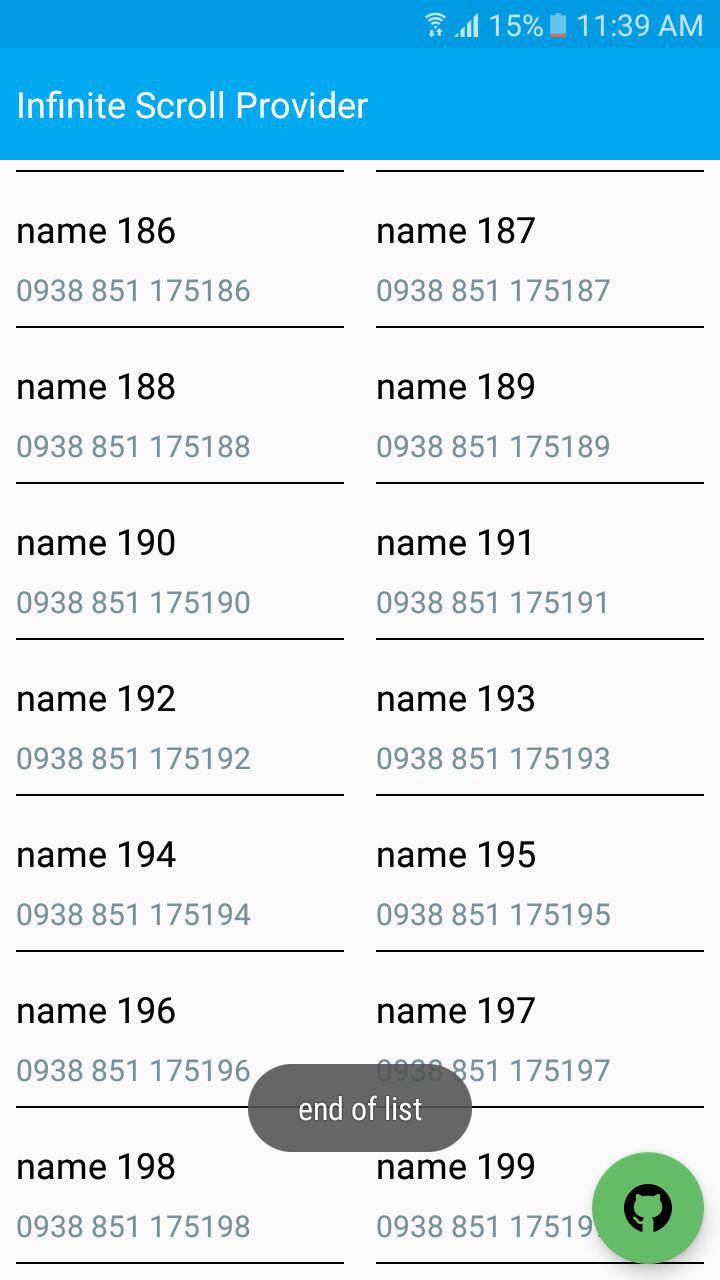 15% 11:39 AM
Infinite Scroll Provider
name 186 name 187
0938 851 175186 0938 851 175187
name 188 name 189
0938 851 175188 0938 851 175189
name 190 name 191
0938 851 175190 0938 851 175191
name 192 name 193
0938 851 175192 0938 851 175193
name 194 name 195
0938 851 175194 0938 851 175195
name 196 name 197
0938 851 175196 0938 851 175197
end of list
name 198 name 199
0938 851 175198 0938 851